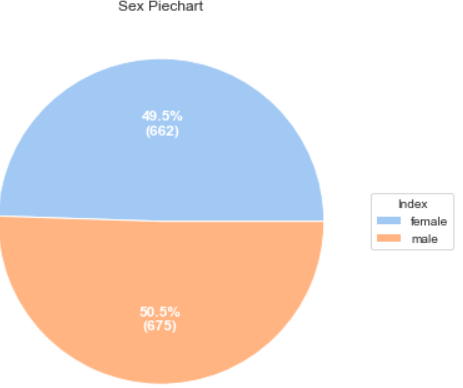 Sex Piechart
49.5%
(662)
Index
female
male
50.5%
(675)